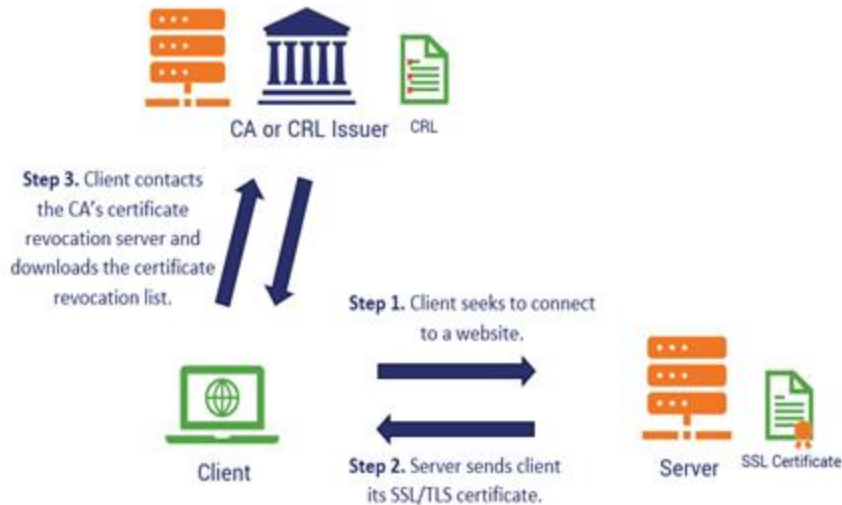 CA or CRL Issuer
CRL
Step 3. Client contacts
the CA's certificate
revocation server and
downloads the certificate
revocation list.
Step 1. Client seeks to connect
to a website.
Client
Step 2. Server sends client
its SSL/TLS certificate.
Server
SSL Certificate